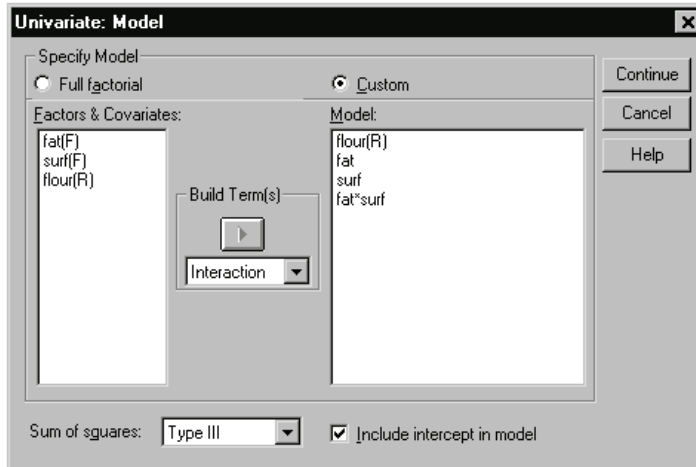 Univariate: Model
Specify Model
Full factorial
Custom
Continue
Cancel
Help
Factors & Covariates:
fat(F)
surf(F)
flour(R)
Build Term(s)
Interaction
Model:
flour(R)
fat
surf
fat*surf
Sum of squares:
Type III
Include intercept in model